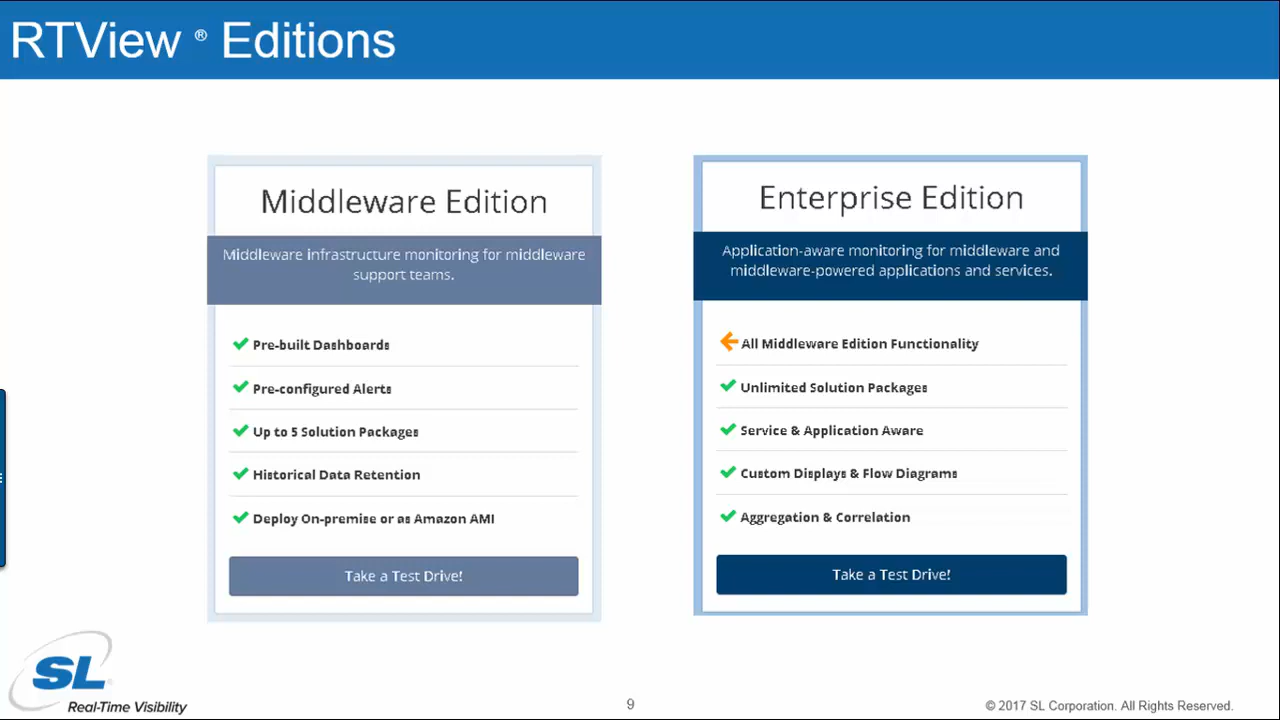 RTView ® Editions
Middleware Edition
Middleware infrastructure monitoring for middleware
support teams.
Pre-built Dashboards
Pre-configured Alerts
Up to 5 Solution Packages
Historical Data Retention
Deploy On-premise or as Amazon AMI
Take a Test Drive!
Enterprise Edition
Application-aware monitoring for middleware and
middleware-powered applications and services.
All Middleware Edition Functionality
Unlimited Solution Packages
Service & Application Aware
Custom Displays & Flow Diagrams
Aggregation & Correlation
Take a Test Drive!
SL
Real-Time Visibility
9
© 2017 SL Corporation. All Rights Reserved.